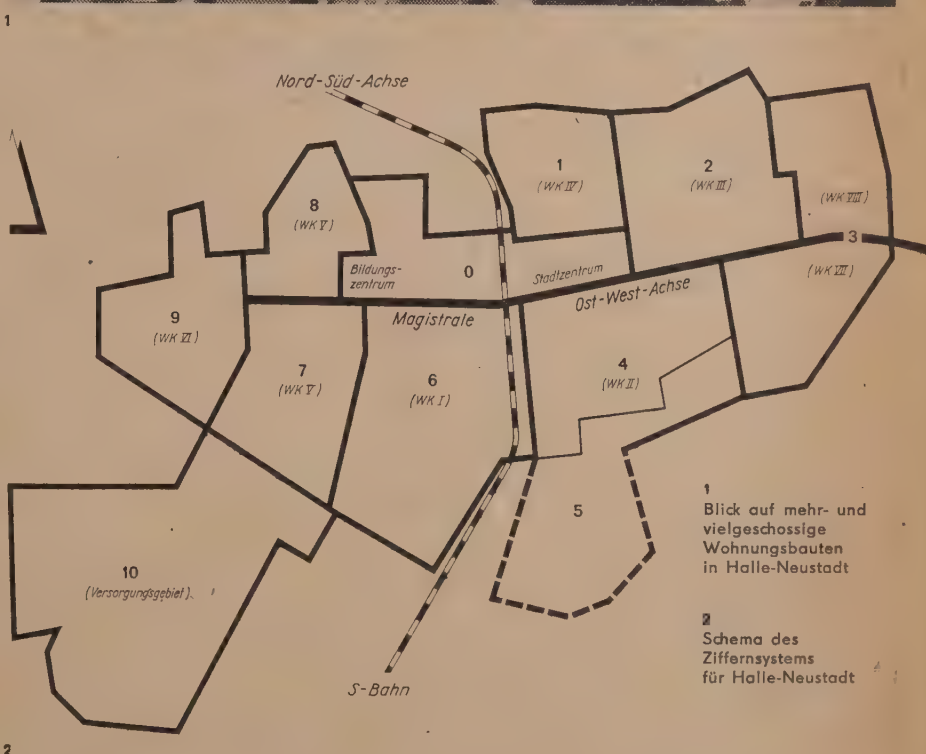 1
Nord-Süd-Achse
1
(WK IV)
2
(WK III)
(WK VIII)
3
(WK VII)
8
(WK V)
Bildungs-
zentrum
0
Stadtzentrum
Ost-West-Achse
Magistrale
9
(WK VI)
7
(WK V)
6
(WK I)
4
(WK II)
5
10
(Versorgungsgebiet)
S-Bahn
1
Blick auf mehr- und
vielgeschossige
Wohnungsbauten
in Halle-Neustadt
2
Schema des
Ziffernsystems
für Halle-Neustadt
2